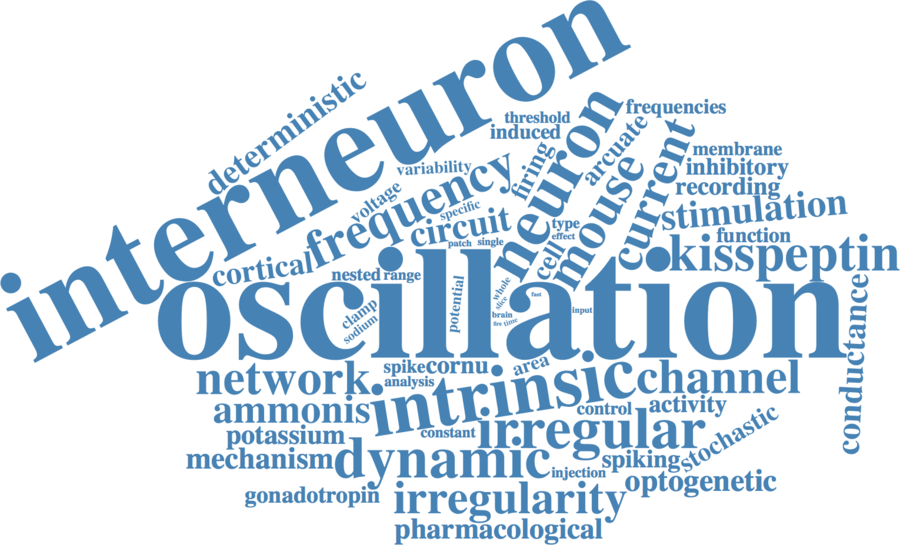 interneuron
deterministic
threshold
induced
frequencies
variability
voltage
firing
neuron
arcuate
membrane
inhibitory
recording
frequency
specific
circuit
patch single
type
effect
mouse
current
stimulation
function
kisspeptin
cortical
nested range
cell
clamp
sodium
potential
whole
slice
brain
fire time
fast
input
oscillation
conductance
network
spike
cornu
analysis
area
intrinsic
channel
ammonis
control
activity
potassium
constant
irregular
stochastic
mechanism
dynamic
injection
spiking
optogenetic
gonadotropin
irregularity
pharmacological